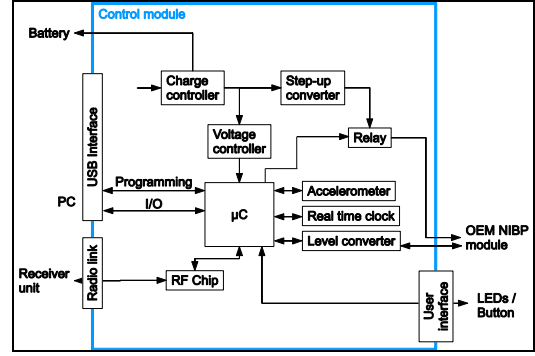 Control module
Battery
Charge
controller
Step-up
converter
USB Interface
Voltage
controller
Relay
Programming
PC
I/O
µC
Accelerometer
Real time clock
Level converter
OEM NIBP
module
Radio link
Receiver
unit
RF Chip
User
interface
LEDs /
Button